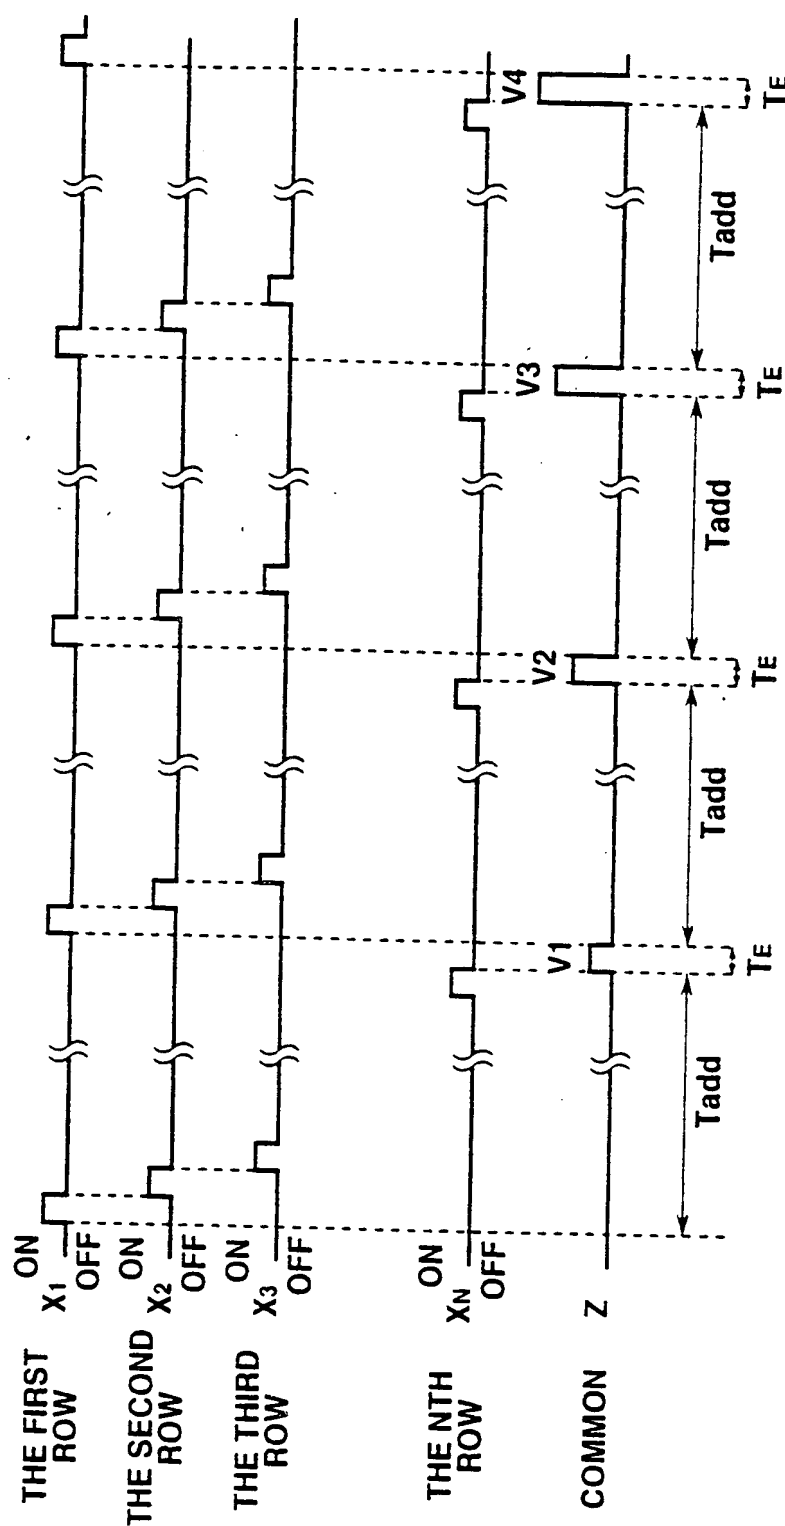 THE FIRST
ROW
X1
ON
OFF
THE SECOND
ROW
X2
ON
OFF
THE THIRD
ROW
X3
ON
OFF
THE NTH
ROW
XN
ON
OFF
COMMON
Z
V1
V2
V3
V4
Tadd
TE
Tadd
TE
Tadd
TE
Tadd
TE